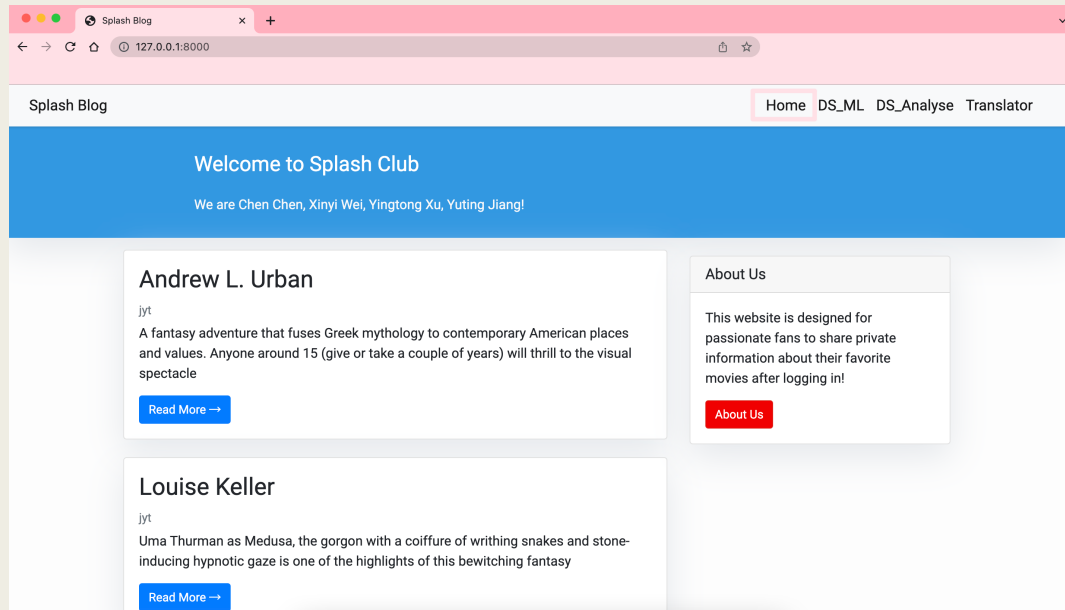 Splash Blog
127.0.0.1:8000
Splash Blog
Home DS_ML DS_Analyse Translator
Welcome to Splash Club
We are Chen Chen, Xinyi Wei, Yingtong Xu, Yuting Jiang!
Andrew L. Urban
jyt
A fantasy adventure that fuses Greek mythology to contemporary American places
and values. Anyone around 15 (give or take a couple of years) will thrill to the visual
spectacle
Read More →
Louise Keller
jyt
Uma Thurman as Medusa, the gorgon with a coiffure of writhing snakes and stone-
inducing hypnotic gaze is one of the highlights of this bewitching fantasy
Read More →
About Us
This website is designed for
passionate fans to share private
information about their favorite
movies after logging in!
About Us